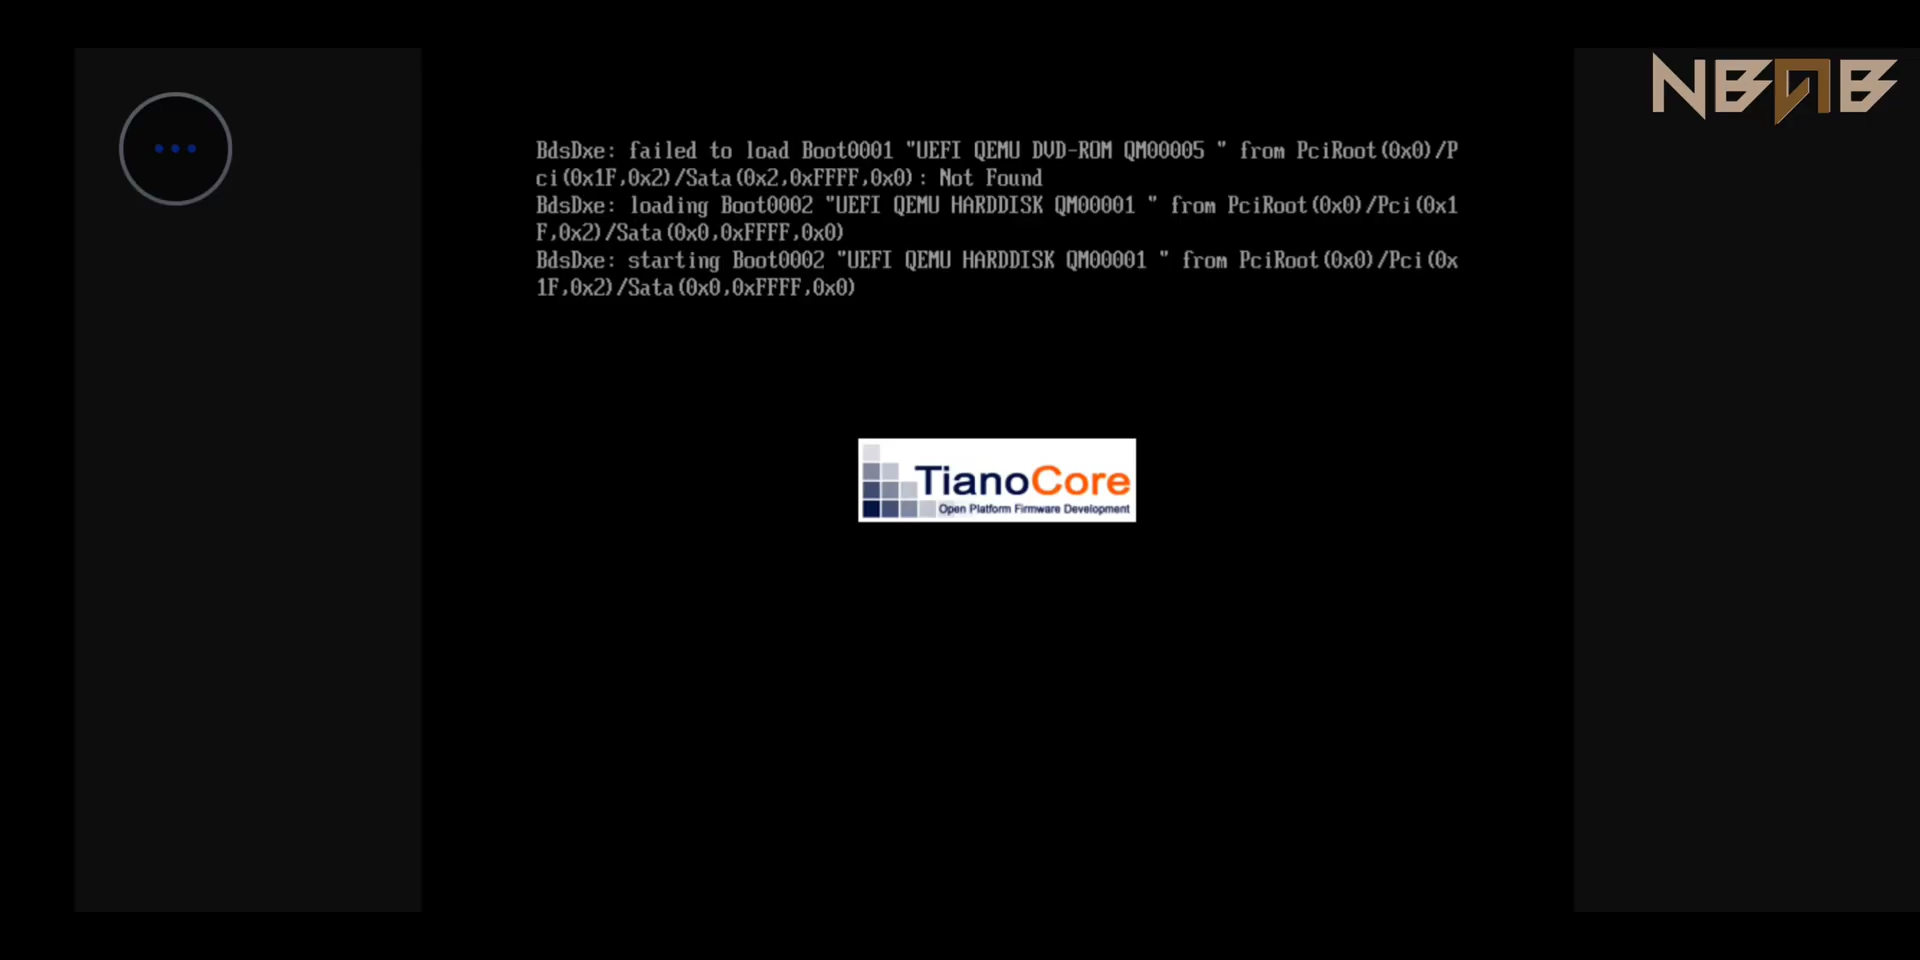 NBAB
BdsDxe: failed to load Boot0001 "UEFI QEMU DVD-ROM QM00005 " from PciRoot(0x0)/P
ci(0x1F,0x2)/Sata(0x2,0xFFFF,0x0): Not Found
BdsDxe: loading Boot0002 "UEFI QEMU HARDDISK QM00001 " from PciRoot(0x0)/Pci(0x1
F,0x2)/Sata(0x0,0xFFFF,0x0)
BdsDxe: starting Boot0002 "UEFI QEMU HARDDISK QM00001 " from PciRoot(0x0)/Pci(0x
1F,0x2)/Sata(0x0,0xFFFF,0x0)
TianoCore
Open Platform Firmware Development